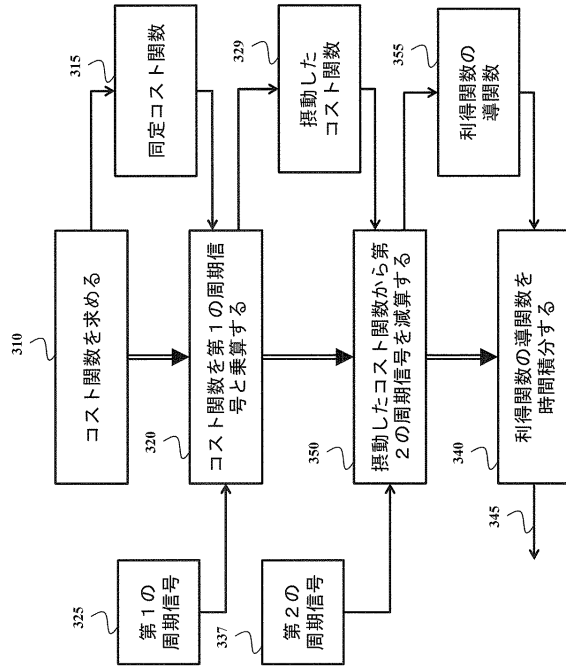 310
コスト関数を求める
315
同定コスト関数
325
第１の
周期信号
320
コスト関数を第１の周期信
号と乗算する
329
摂動した
コスト関数
337
第２の
周期信号
350
摂動したコスト関数から第
２の周期信号を減算する
355
利得関数の
導関数
340
利得関数の導関数を
時間積分する
345